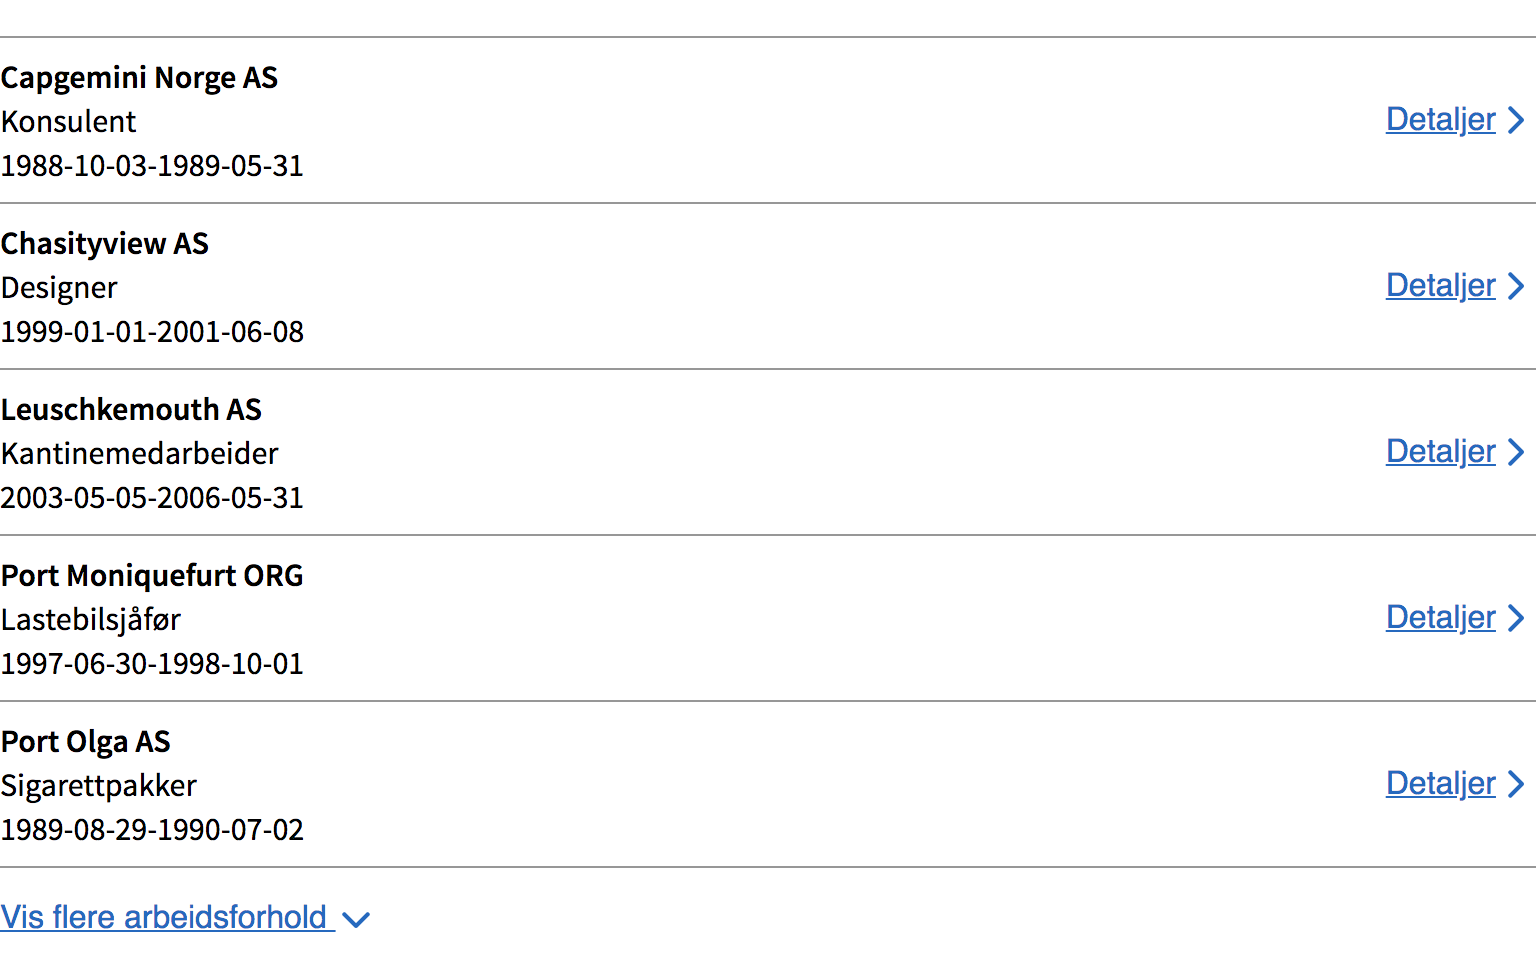 Capgemini Norge AS
Konsulent
Detaljer
1988-10-03-1989-05-31
Chasityview AS
Designer
Detaljer
1999-01-01-2001-06-08
Leuschkemouth AS
Kantinemedarbeider
Detaljer
2003-05-05-2006-05-31
Port Moniquefurt ORG
Lastebilsjåfør
Detaljer
1997-06-30-1998-10-01
Port Olga AS
Sigarettpakker
Detaljer
1989-08-29-1990-07-02
Vis flere arbeidsforhold